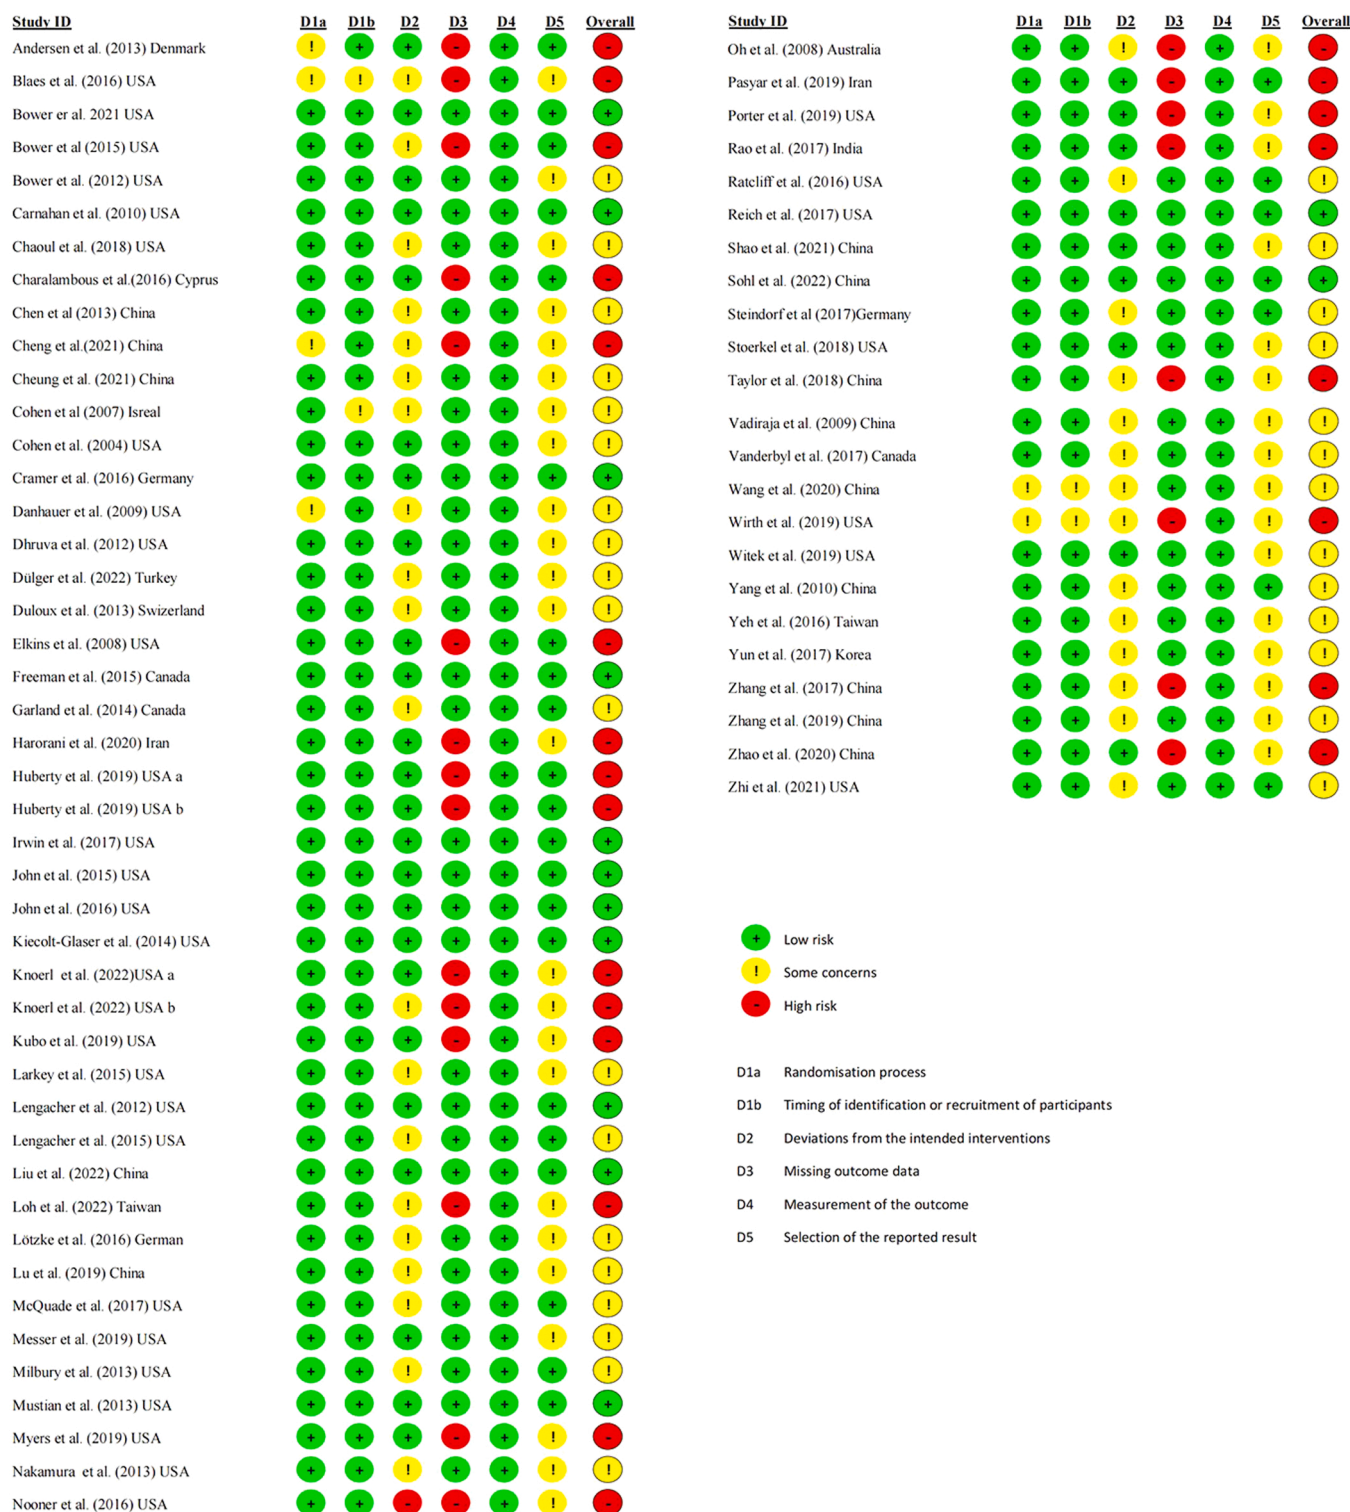 Study ID D1a D1b D2 D3 D4 D5 Overall
Andersen et al. (2013) Denmark ! + + - + + -
Blaes et al. (2016) USA ! ! ! - + ! -
Bower er al. 2021 USA + + + + + + +
Bower et al (2015) USA + + ! - + + -
Bower et al. (2012) USA + + + + + ! !
Carnahan et al. (2010) USA + + + + + + +
Chaoul et al. (2018) USA + + ! + + ! !
Charalambous et al.(2016) Cyprus + + + - + + -
Chen et al (2013) China + + ! + + ! !
Cheng et al.(2021) China ! + ! - + ! -
Cheung et al. (2021) China + + ! + + ! !
Cohen et al (2007) Isreal + ! ! + + ! !
Cohen et al. (2004) USA + + + + + ! !
Cramer et al. (2016) Germany + + + + + + +
Danhauer et al. (2009) USA ! + ! + + ! !
Dhruva et al. (2012) USA + + + + + ! !
Dülger et al. (2022) Turkey + + ! + + ! !
Duloux et al. (2013) Swizerland + + ! + + ! !
Elkins et al. (2008) USA + + + - + + -
Freeman et al. (2015) Canada + + + + + + +
Garland et al. (2014) Canada + + ! + + + !
Harorani et al. (2020) Iran + + + - + ! -
Huberty et al. (2019) USA a + + + - + + -
Huberty et al. (2019) USA b + + + - + + -
Irwin et al. (2017) USA + + + + + + +
John et al. (2015) USA + + + + + + +
John et al. (2016) USA + + + + + + +
Kiecolt-Glaser et al. (2014) USA + + + + + + +
Knoerl et al. (2022)USA a + + + - + ! -
Knoerl et al. (2022) USA b + + ! - + ! -
Kubo et al. (2019) USA + + + - + ! -
Larkey et al. (2015) USA + + ! + + ! !
Lengacher et al. (2012) USA + + + + + + +
Lengacher et al. (2015) USA + + ! + + + !
Liu et al. (2022) China + + + + + + +
Loh et al. (2022) Taiwan + + ! - + ! -
Lötzke et al. (2016) German + + ! + + ! !
Lu et al. (2019) China + + ! + + ! !
McQuade et al. (2017) USA + + ! + + + !
Messer et al. (2019) USA + + + + + ! !
Milbury et al. (2013) USA + + ! + + + !
Mustian et al. (2013) USA + + + + + + +
Myers et al. (2019) USA + + + - + ! -
Nakamura et al. (2013) USA + + ! + + ! !
Nooner et al. (2016) USA + + - - + ! -
Study ID D1a D1b D2 D3 D4 D5 Overall
Oh et al. (2008) Australia + + ! - + ! -
Pasyar et al. (2019) Iran + + + - + + -
Porter et al. (2019) USA + + + - + ! -
Rao et al. (2017) India + + + - + ! -
Ratcliff et al. (2016) USA + + ! + + + !
Reich et al. (2017) USA + + + + + + +
Shao et al. (2021) China + + + + + ! !
Sohl et al. (2022) China + + + + + + +
Steindorf et al (2017)Germany + + ! + + + !
Stoerkel et al. (2018) USA + + + + + ! !
Taylor et al. (2018) China + + ! - + ! -
Vadiraja et al. (2009) China + + ! + + ! !
Vanderbyl et al. (2017) Canada + + ! + + ! !
Wang et al. (2020) China ! ! ! + + ! !
Wirth et al. (2019) USA ! ! ! - + ! -
Witek et al. (2019) USA + + + + + ! !
Yang et al. (2010) China + + ! + + + !
Yeh et al. (2016) Taiwan + + ! + + ! !
Yun et al. (2017) Korea + + ! + + ! !
Zhang et al. (2017) China + + ! - + ! -
Zhang et al. (2019) China + + ! + + ! !
Zhao et al. (2020) China + + + - + ! -
Zhi et al. (2021) USA + + ! + + + !
+ Low risk
! Some concerns
- High risk
D1a Randomisation process
D1b Timing of identification or recruitment of participants
D2 Deviations from the intended interventions
D3 Missing outcome data
D4 Measurement of the outcome
D5 Selection of the reported result